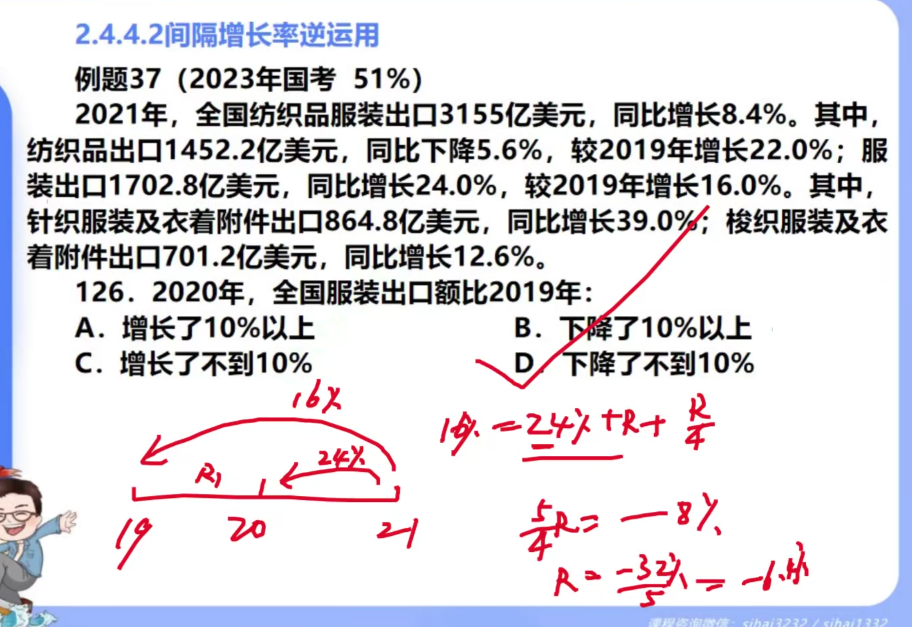 2.4.4.2间隔增长率逆运用
例题37（2023年国考 51%）
2021年，全国纺织品服装出口3155亿美元，同比增长8.4%。其中，
纺织品出口1452.2亿美元，同比下降5.6%，较2019年增长22.0%；服
装出口1702.8亿美元，同比增长24.0%，较2019年增长16.0%。其中，
针织服装及衣着附件出口864.8亿美元，同比增长39.0%；梭织服装及衣
着附件出口701.2亿美元，同比增长12.6%。
126．2020年，全国服装出口额比2019年：
A．增长了10%以上 B．下降了10%以上
C．增长了不到10% D．下降了不到10%
16%
16% = 24% + R + R/4
R₁ 24%
19 20 21
5/4 R = -8%
R = -32%/5 = -6.4%
课程咨询微信：sihai3232 / sihai1332